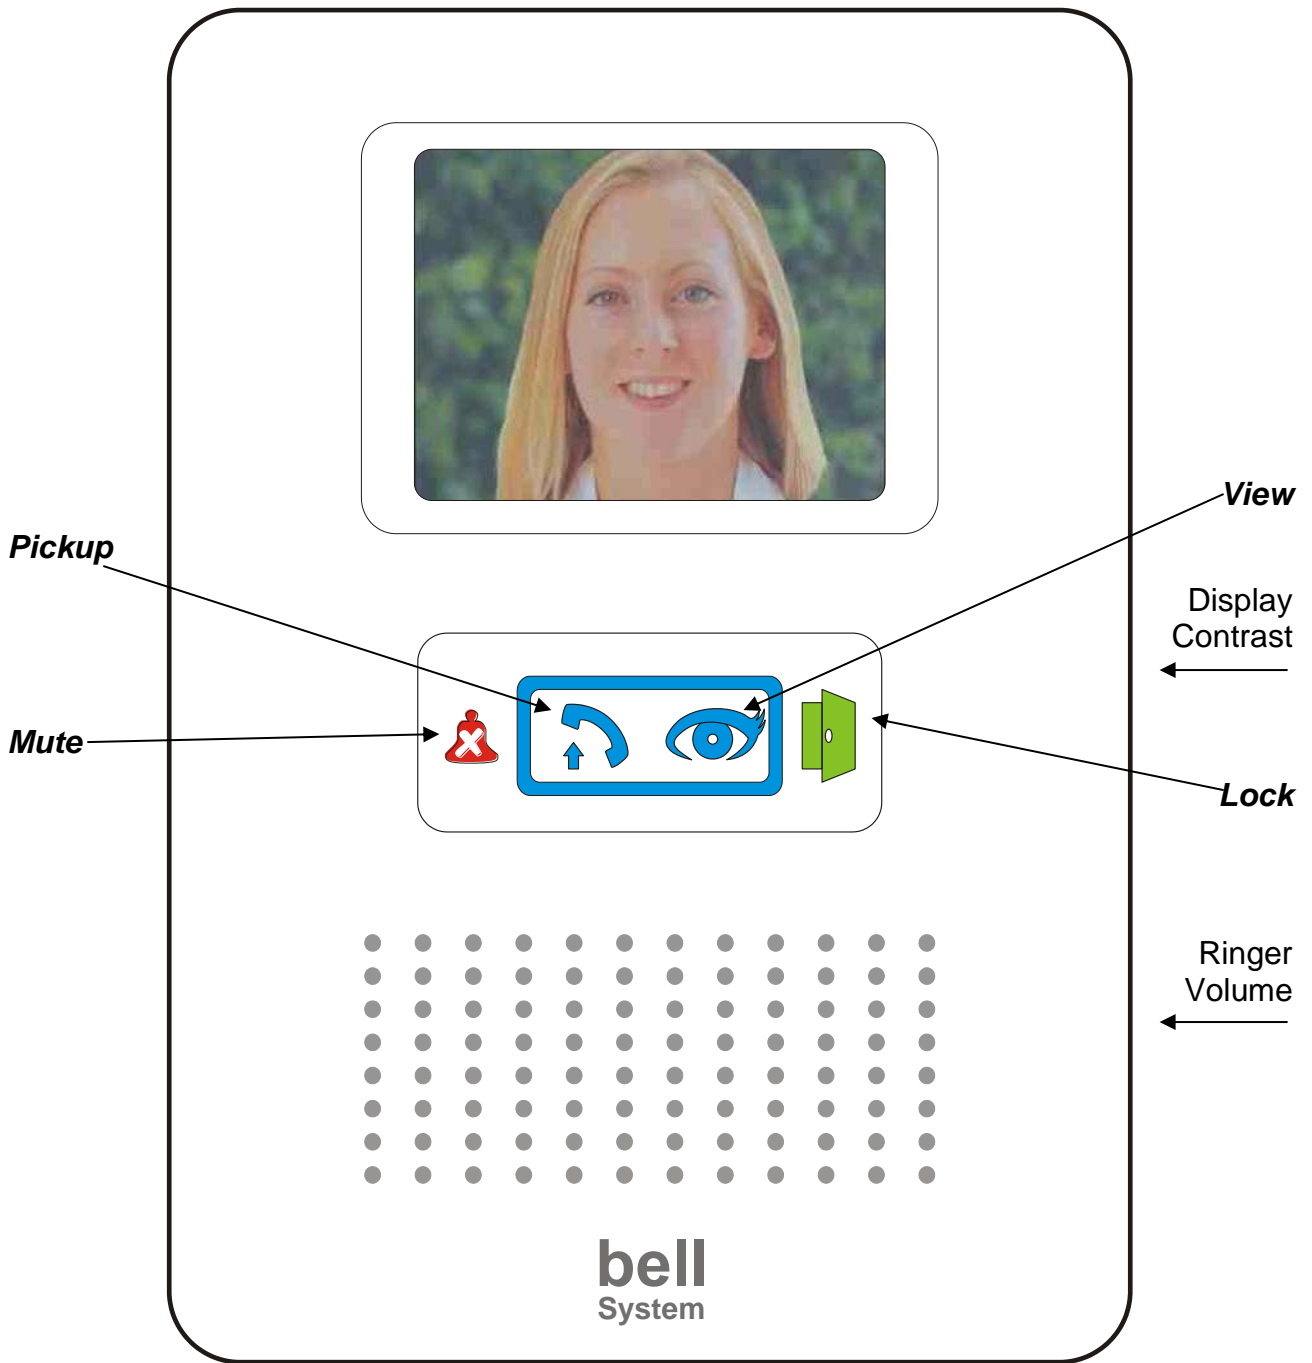 View
Pickup
Display
Contrast
Mute
Lock
Ringer
Volume
bell
System